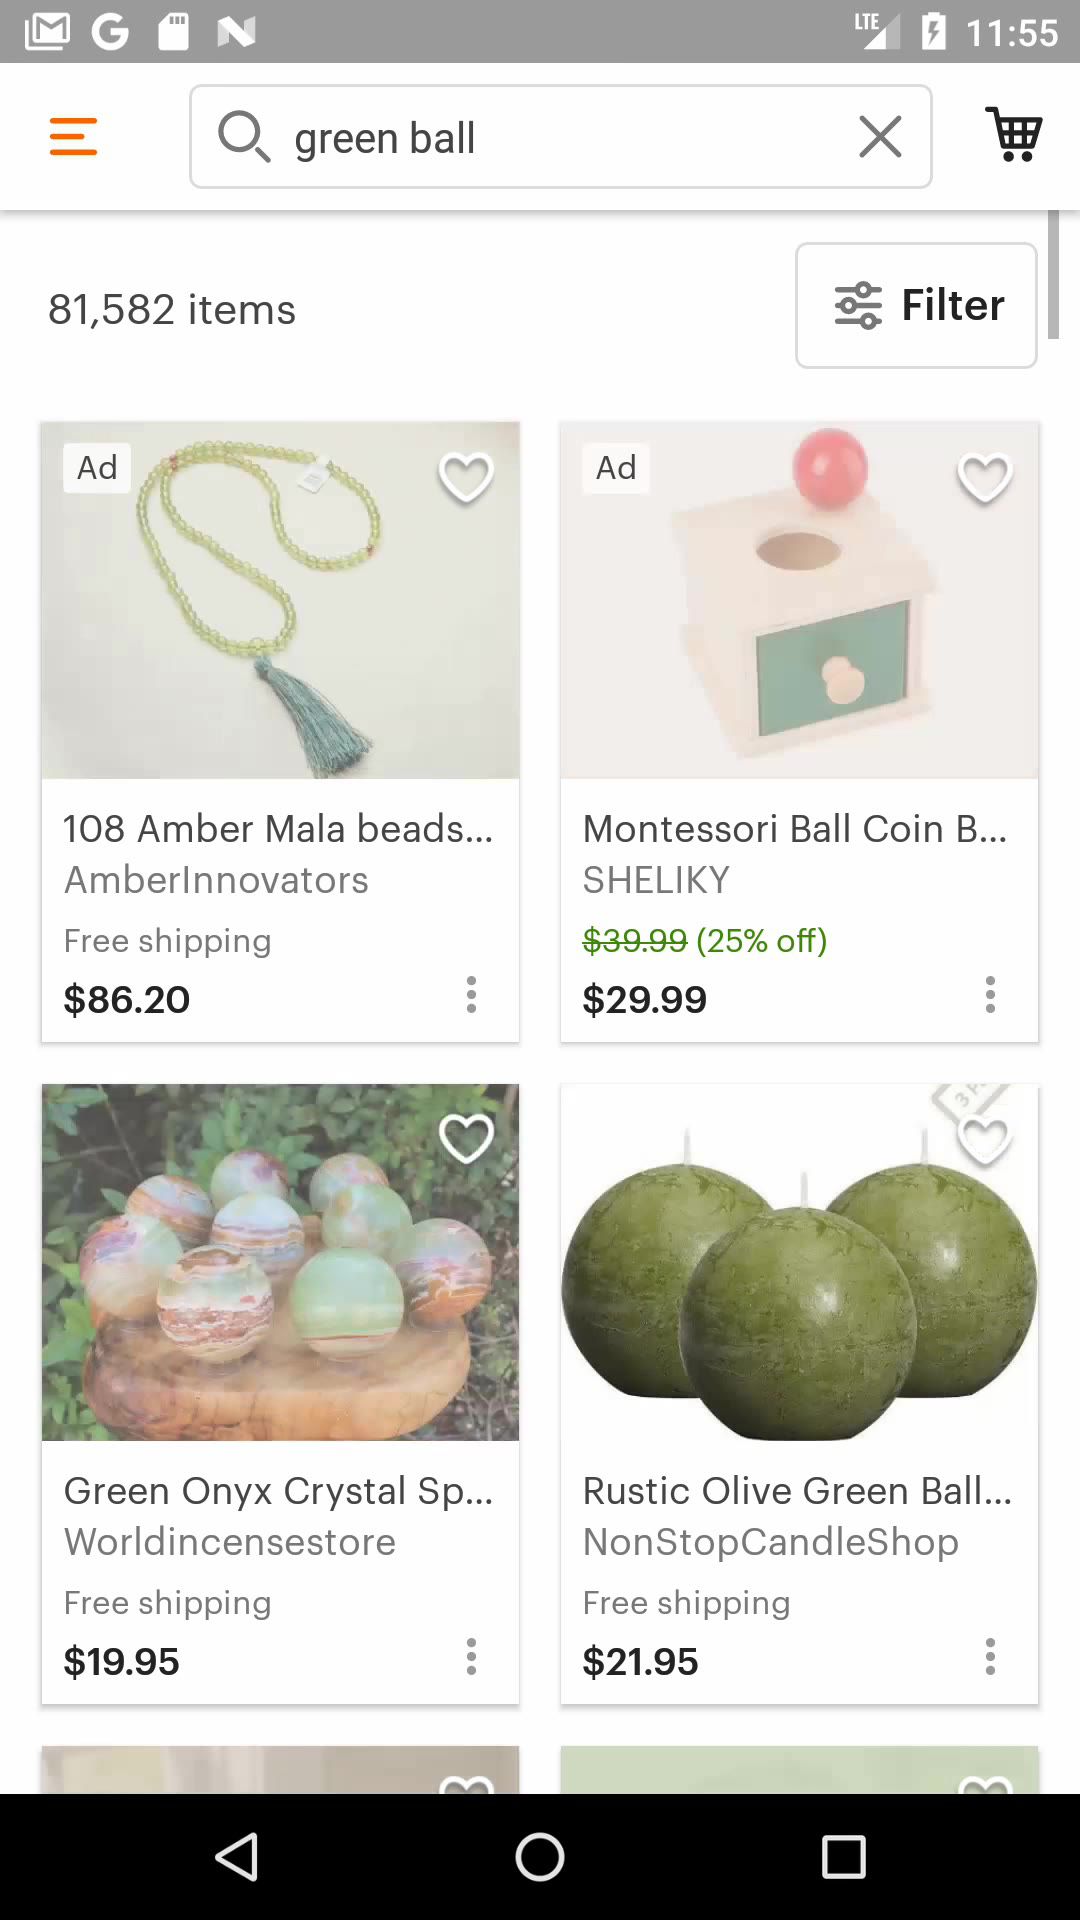 LTE 11:55
green ball
81,582 items
Filter
Ad
Ad
108 Amber Mala beads...
AmberInnovators
Free shipping
$86.20
Montessori Ball Coin B...
SHELIKY
$39.99 (25% off)
$29.99
Green Onyx Crystal Sp...
Worldincensestore
Free shipping
$19.95
Rustic Olive Green Ball...
NonStopCandleShop
Free shipping
$21.95